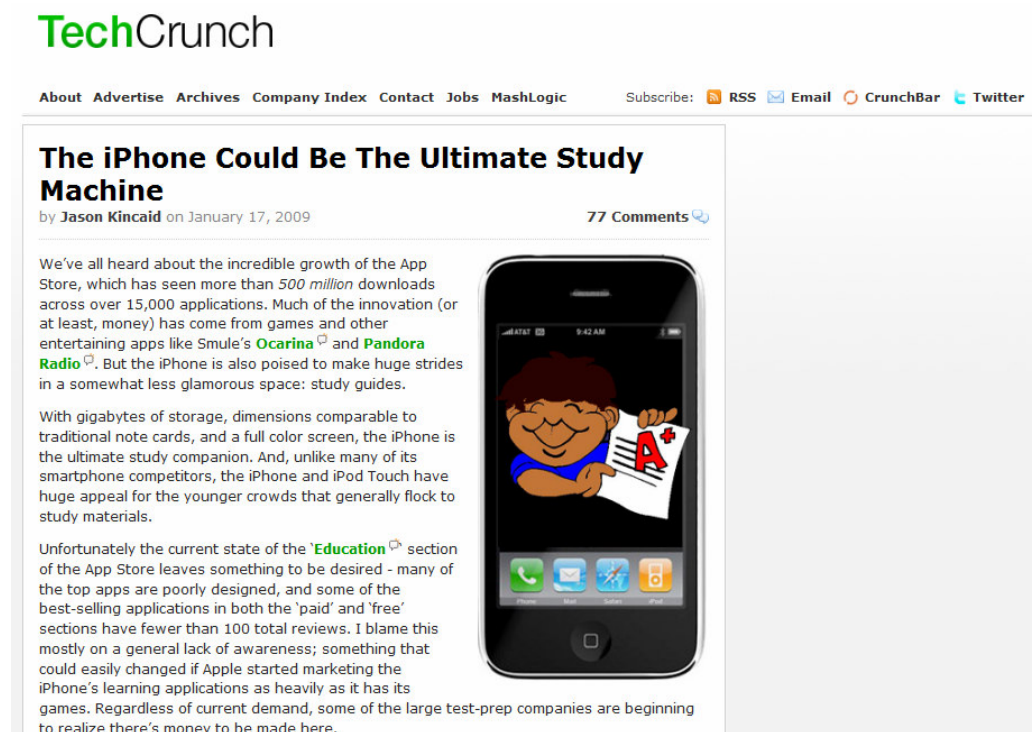 TechCrunch
About Advertise Archives Company Index Contact Jobs MashLogic Subscribe: RSS Email CrunchBar Twitter
The iPhone Could Be The Ultimate Study
Machine
by Jason Kincaid on January 17, 2009 77 Comments
We've all heard about the incredible growth of the App
Store, which has seen more than 500 million downloads
across over 15,000 applications. Much of the innovation (or
at least, money) has come from games and other
entertaining apps like Smule's Ocarina and Pandora
Radio. But the iPhone is also poised to make huge strides
in a somewhat less glamorous space: study guides.
With gigabytes of storage, dimensions comparable to
traditional note cards, and a full color screen, the iPhone is
the ultimate study companion. And, unlike many of its
smartphone competitors, the iPhone and iPod Touch have
huge appeal for the younger crowds that generally flock to
study materials.
Unfortunately the current state of the 'Education' section
of the App Store leaves something to be desired - many of
the top apps are poorly designed, and some of the
best-selling applications in both the 'paid' and 'free'
sections have fewer than 100 total reviews. I blame this
mostly on a general lack of awareness; something that
could easily changed if Apple started marketing the
iPhone's learning applications as heavily as it has its
games. Regardless of current demand, some of the large test-prep companies are beginning
to realize there's money to be made here.
AT&T 9:42 AM
A+
Phone Mail Safari iPod